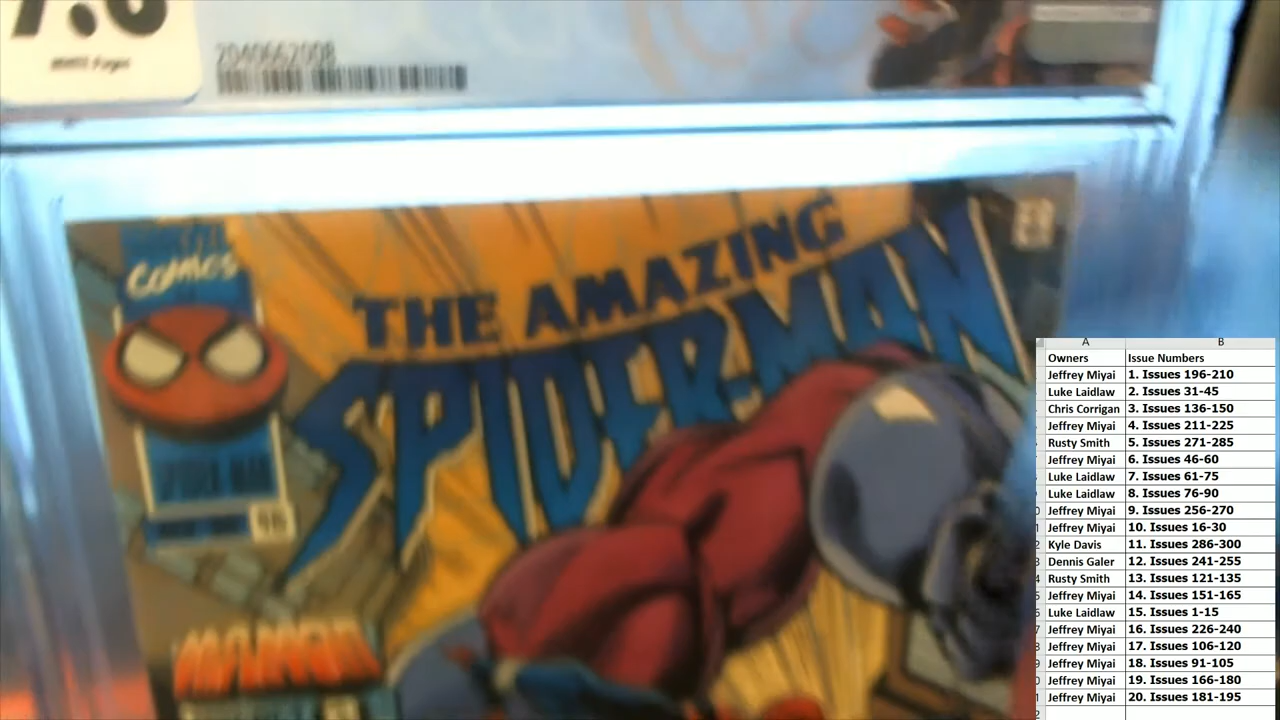 WHITE Pages
2040662008
MARVEL
Comics
THE AMAZING
SPIDER-MAN
A B
Owners Issue Numbers
Jeffrey Miyai 1. Issues 196-210
Luke Laidlaw 2. Issues 31-45
Chris Corrigan 3. Issues 136-150
Jeffrey Miyai 4. Issues 211-225
Rusty Smith 5. Issues 271-285
Jeffrey Miyai 6. Issues 46-60
Luke Laidlaw 7. Issues 61-75
Luke Laidlaw 8. Issues 76-90
Jeffrey Miyai 9. Issues 256-270
Jeffrey Miyai 10. Issues 16-30
Kyle Davis 11. Issues 286-300
Dennis Galer 12. Issues 241-255
Rusty Smith 13. Issues 121-135
Jeffrey Miyai 14. Issues 151-165
Luke Laidlaw 15. Issues 1-15
Jeffrey Miyai 16. Issues 226-240
Jeffrey Miyai 17. Issues 106-120
Jeffrey Miyai 18. Issues 91-105
Jeffrey Miyai 19. Issues 166-180
Jeffrey Miyai 20. Issues 181-195